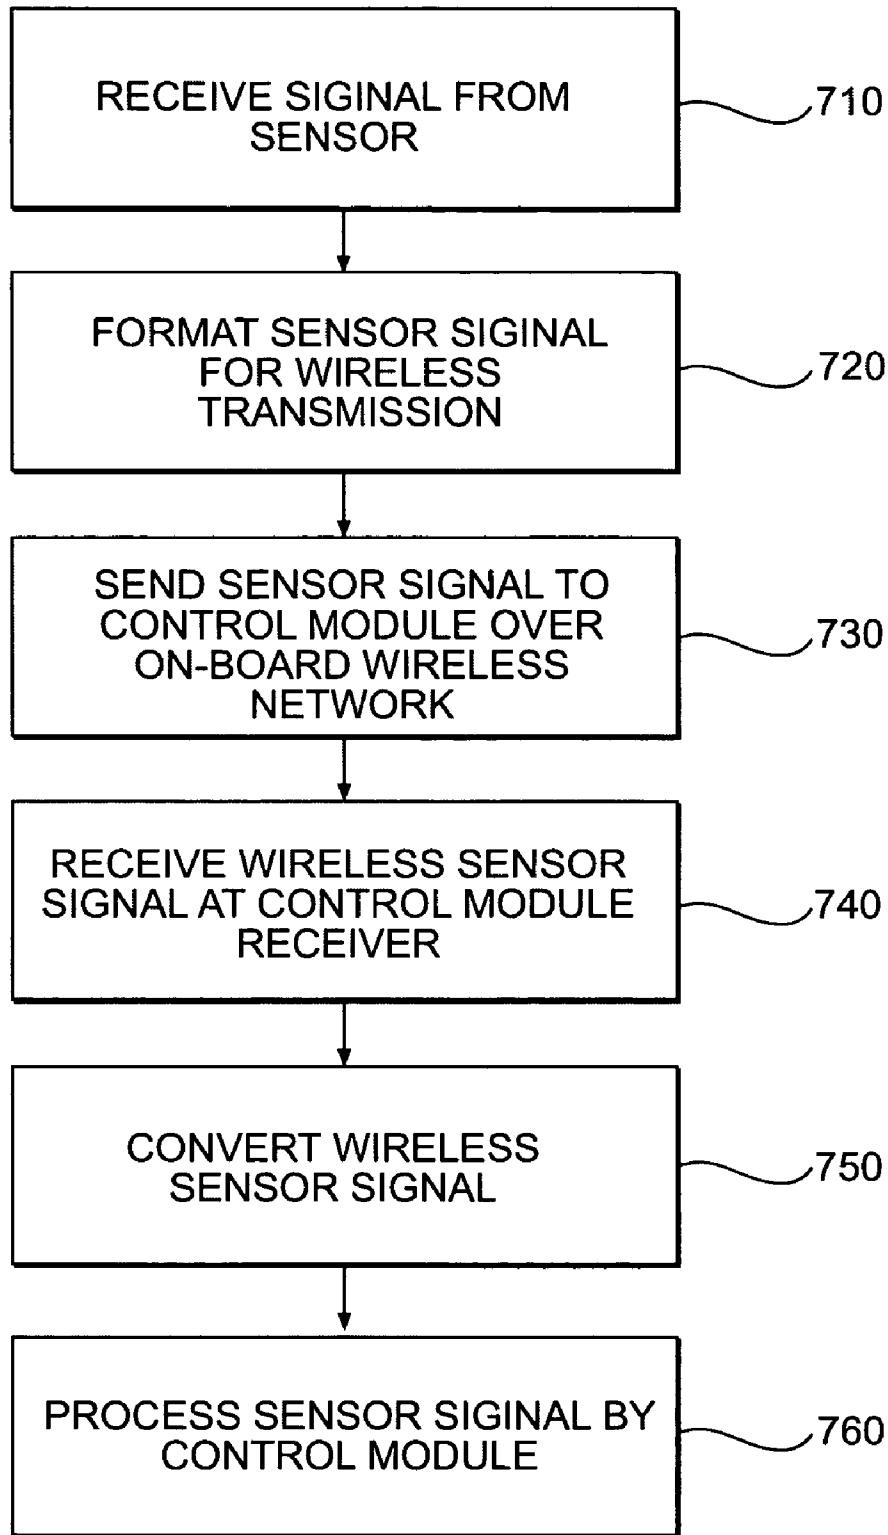 RECEIVE SIGINAL FROM
SENSOR
710
FORMAT SENSOR SIGINAL
FOR WIRELESS
TRANSMISSION
720
SEND SENSOR SIGNAL TO
CONTROL MODULE OVER
ON-BOARD WIRELESS
NETWORK
730
RECEIVE WIRELESS SENSOR
SIGNAL AT CONTROL MODULE
RECEIVER
740
CONVERT WIRELESS
SENSOR SIGNAL
750
PROCESS SENSOR SIGINAL BY
CONTROL MODULE
760